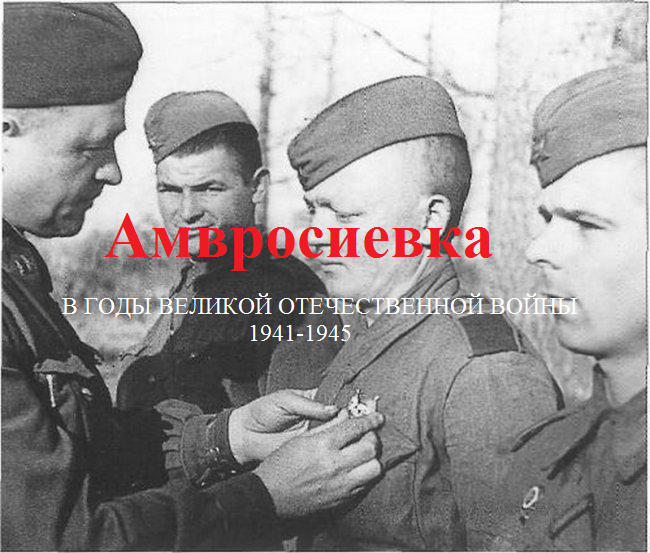 Амвросиевка
В ГОДЫ ВЕЛИКОЙ ОТЕЧЕСТВЕННОЙ ВОЙНЫ
1941-1945